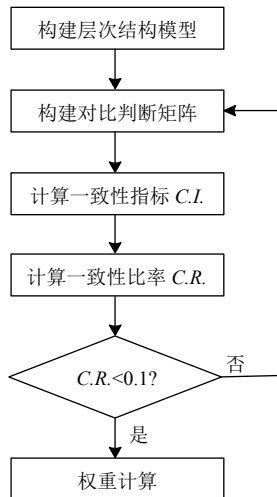 构建层次结构模型
构建对比判断矩阵
计算一致性指标 C.I.
计算一致性比率 C.R.
C.R.<0.1?
否
是
权重计算